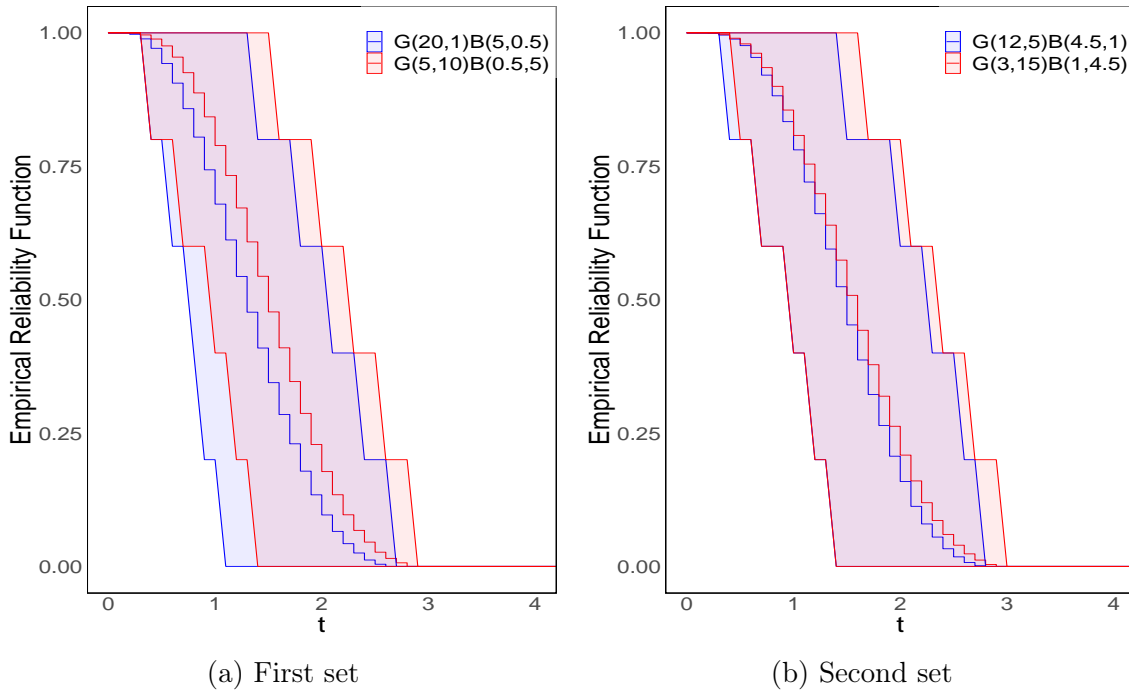 G(20,1)B(5,0.5)
G(5,10)B(0.5,5)
Empirical Reliability Function
1.00
0.75
0.50
0.25
0.00
0 1 2 3 4
t
(a) First set
G(12,5)B(4.5,1)
G(3,15)B(1,4.5)
Empirical Reliability Function
1.00
0.75
0.50
0.25
0.00
0 1 2 3 4
t
(b) Second set